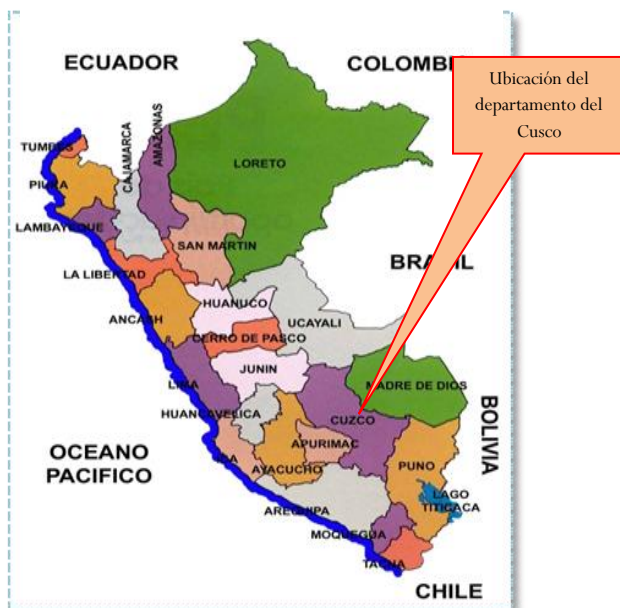 ECUADOR
COLOMBI
Ubicación del
departamento del
Cusco
TUMBES
PIURA
CAJAMARCA
AMAZONAS
LORETO
LAMBAYEQUE
SAN MARTIN
LA LIBERTAD
BRASIL
HUANUCO
UCAYALI
ANCASH
CERRO DE PASCO
JUNIN
LIMA
MADRE DE DIOS
HUANCAVELICA
CUZCO
BOLIVIA
OCEANO
PACIFICO
APURIMAC
AYACUCHO
PUNO
LAGO
TITICACA
AREQUIPA
MOQUEGUA
TACNA
CHILE